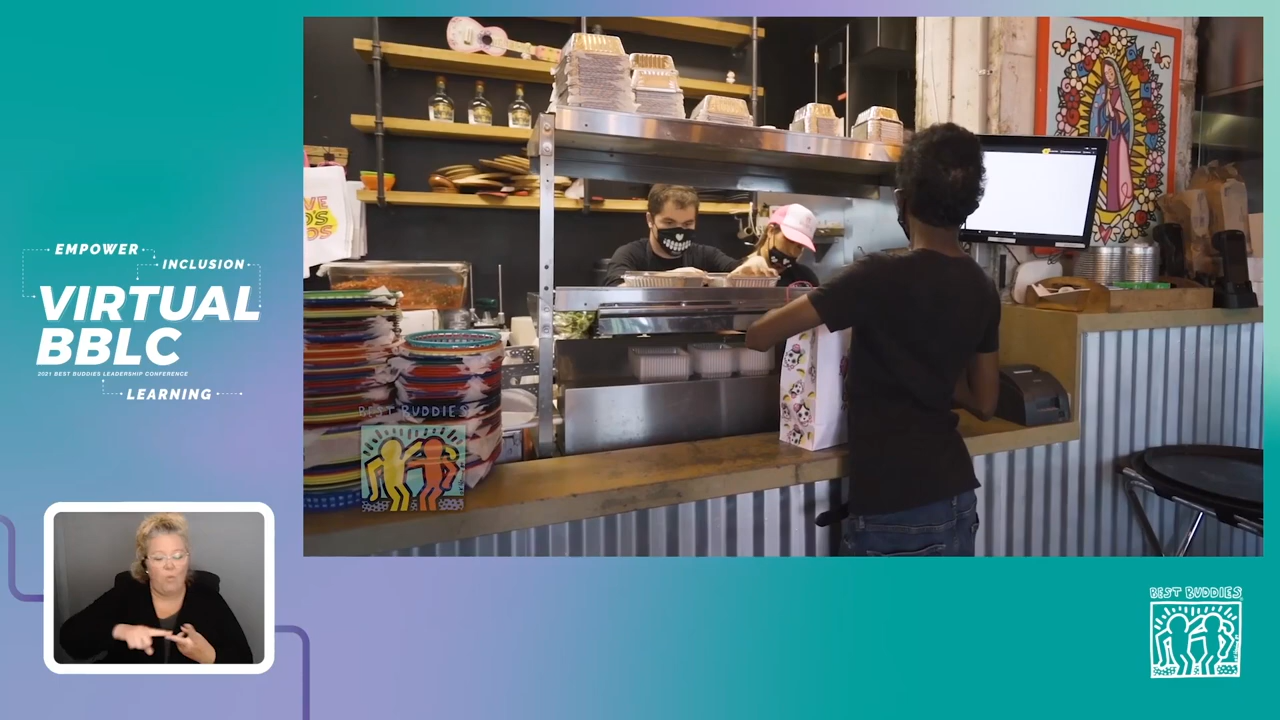 EMPOWER
INCLUSION
VIRTUAL
BBLC
2021 BEST BUDDIES LEADERSHIP CONFERENCE
LEARNING
BEST BUDDIES
BEST BUDDIES